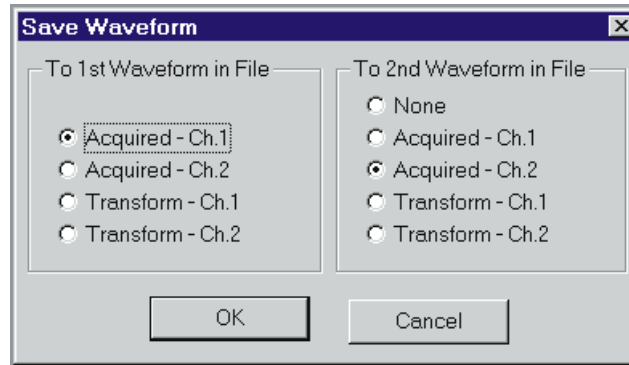 Save Waveform
To 1st Waveform in File
Acquired - Ch.1
Acquired - Ch.2
Transform - Ch.1
Transform - Ch.2
To 2nd Waveform in File
None
Acquired - Ch.1
Acquired - Ch.2
Transform - Ch.1
Transform - Ch.2
OK
Cancel